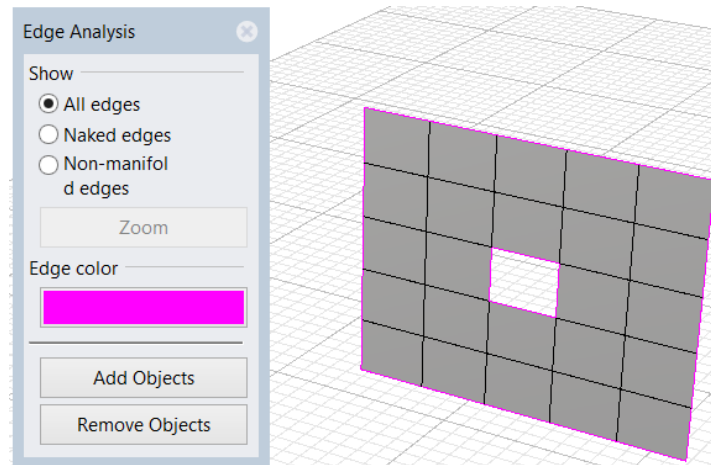 Edge Analysis
Show
All edges
Naked edges
Non-manifol
d edges
Zoom
Edge color
Add Objects
Remove Objects